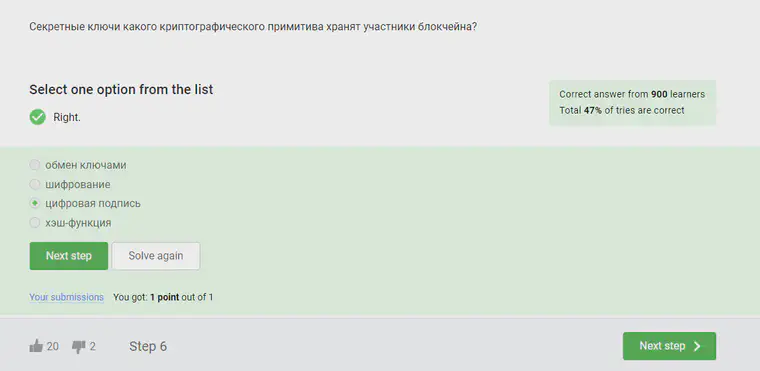 Секретные ключи какого криптографического примитива хранят участники блокчейна?
Select one option from the list
Correct answer from 900 learners
Total 47% of tries are correct
Right.
обмен ключами
шифрование
цифровая подпись
хэш-функция
Next step
Solve again
Your submissions You got: 1 point out of 1
20 2 Step 6 Next step